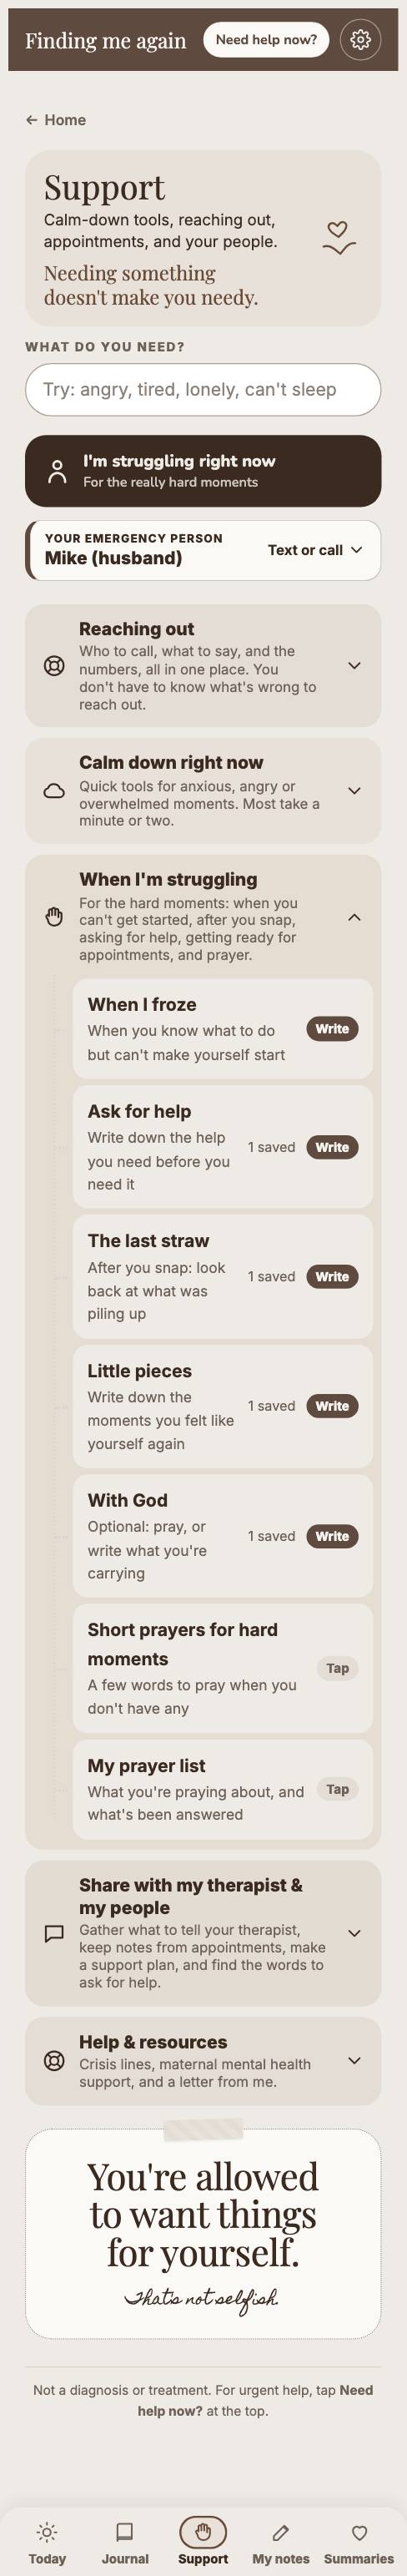 Finding me again
Need help now?
← Home
Support
Calm-down tools, reaching out,
appointments, and your people.
Needing something
doesn't make you needy.
WHAT DO YOU NEED?
Try: angry, tired, lonely, can't sleep
I'm struggling right now
For the really hard moments
YOUR EMERGENCY PERSON
Mike (husband)
Text or call
Reaching out
Who to call, what to say, and the
numbers, all in one place. You
don't have to know what's wrong to
reach out.
Calm down right now
Quick tools for anxious, angry or
overwhelmed moments. Most take a
minute or two.
When I'm struggling
For the hard moments: when you
can't get started, after you snap,
asking for help, getting ready for
appointments, and prayer.
When I froze
When you know what to do
but can't make yourself start
Write
Ask for help
Write down the help
you need before you
need it
1 saved
Write
The last straw
After you snap: look
back at what was
piling up
1 saved
Write
Little pieces
Write down the
moments you felt like
yourself again
1 saved
Write
With God
Optional: pray, or
write what you're
carrying
1 saved
Write
Short prayers for hard
moments
A few words to pray when you
don't have any
Tap
My prayer list
What you're praying about, and
what's been answered
Tap
Share with my therapist &
my people
Gather what to tell your therapist,
keep notes from appointments, make
a support plan, and find the words to
ask for help.
Help & resources
Crisis lines, maternal mental health
support, and a letter from me.
You're allowed
to want things
for yourself.
That's not selfish.
Not a diagnosis or treatment. For urgent help, tap Need
help now? at the top.
Today
Journal
Support
My notes
Summaries